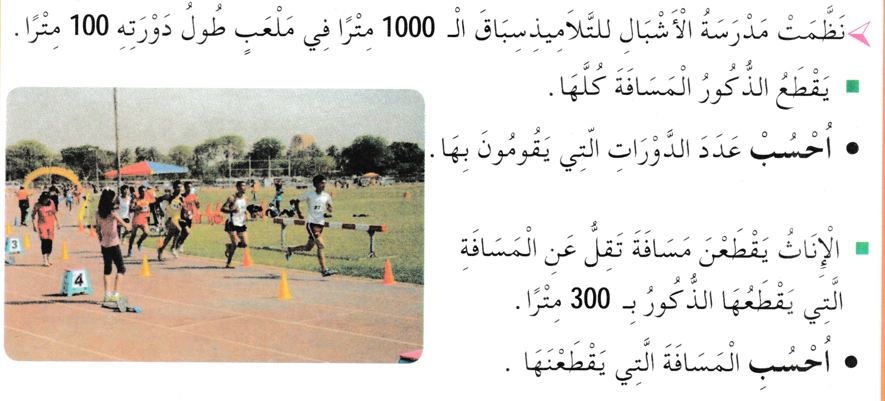 نَظَّمَتْ مَدْرَسَةُ الْأَشْبَالِ للتَّلَامِيذِ سِبَاقَ الْـ 1000 مِتْرًا فِي مَلْعَبٍ طُولُ دَوْرَتِهِ 100 مِتْرًا.
يَقْطَعُ الذُّكُورُ الْمَسَافَةَ كُلَّهَا.
• اُحْسُبْ عَدَدَ الدَّوْرَاتِ الّتِي يَقُومُونَ بِهَا.
الْإِنَاثُ يَقْطَعْنَ مَسَافَةَ تَقِلُّ عَنِ الْمَسَافَةِ
الَّتِي يَقْطَعُهَا الذُّكُورُ بِـ 300 مِتْرًا.
• اُحْسُبِ الْمَسَافَةَ الَّتِي يَقْطَعْنَهَا .
3
4